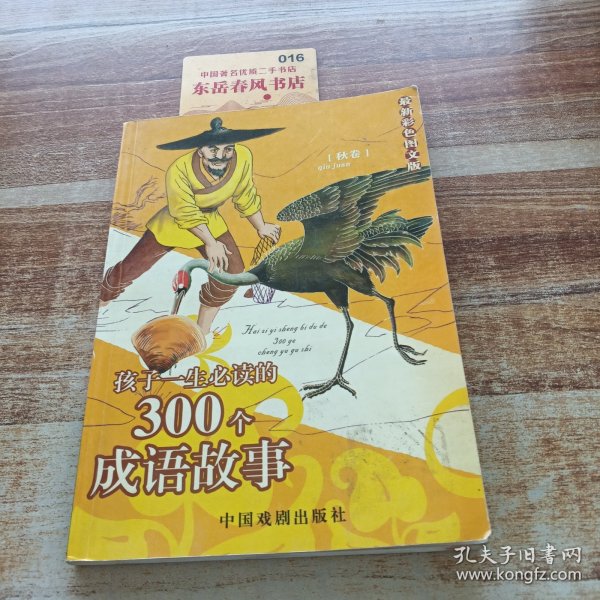 016
中国著名优质二手书店
东岳春风书店
最新彩色图文版
[秋卷]
qiu juan
Hai zi yi sheng bi du de
300 ge
cheng yu gu shi
孩子一生必读的
300个
成语故事
中国戏剧出版社
孔夫子旧书网
www.kongfz.com